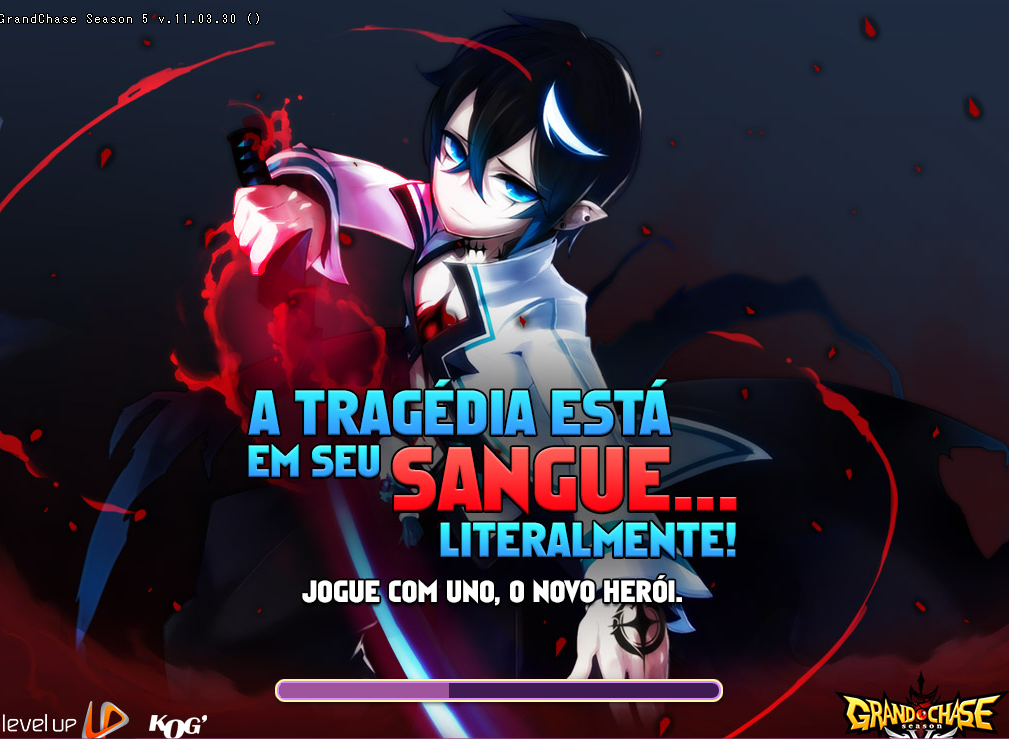 GrandChase Season 5 v.11.03.30 ()
A TRAGÉDIA ESTÁ
EM SEU SANGUE...
LITERALMENTE!
JOGUE COM UNO, O NOVO HERÓI.
level up
KOG'
GRAND CHASE
season
V